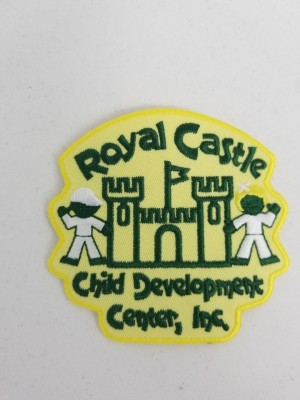 Royal Castle
Child Development
Center, Inc.